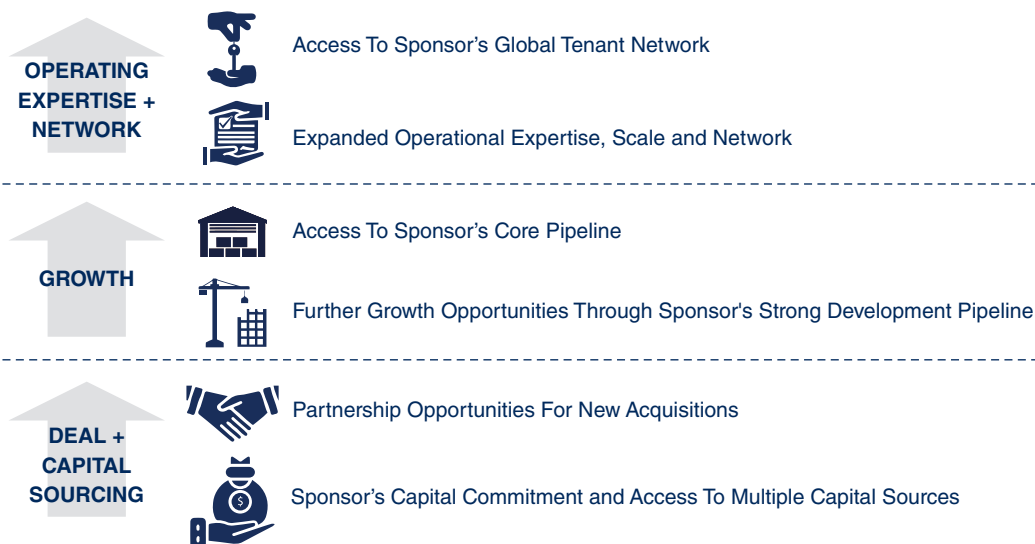 OPERATING
EXPERTISE +
NETWORK
Access To Sponsor’s Global Tenant Network
Expanded Operational Expertise, Scale and Network
GROWTH
Access To Sponsor’s Core Pipeline
Further Growth Opportunities Through Sponsor's Strong Development Pipeline
DEAL +
CAPITAL
SOURCING
Partnership Opportunities For New Acquisitions
$
Sponsor’s Capital Commitment and Access To Multiple Capital Sources